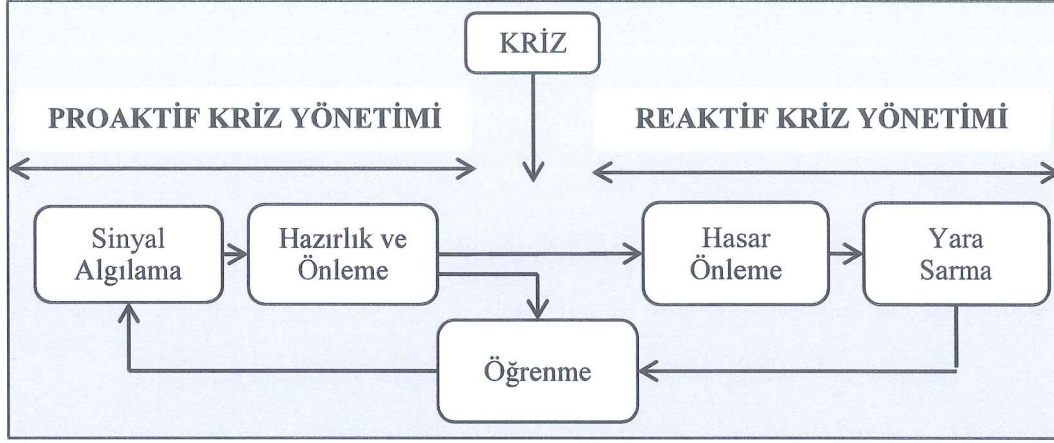 KRİZ
PROAKTİF KRİZ YÖNETİMİ
REAKTİF KRİZ YÖNETİMİ
Sinyal
Algılama
Hazırlık ve
Önleme
Hasar
Önleme
Yara
Sarma
Öğrenme